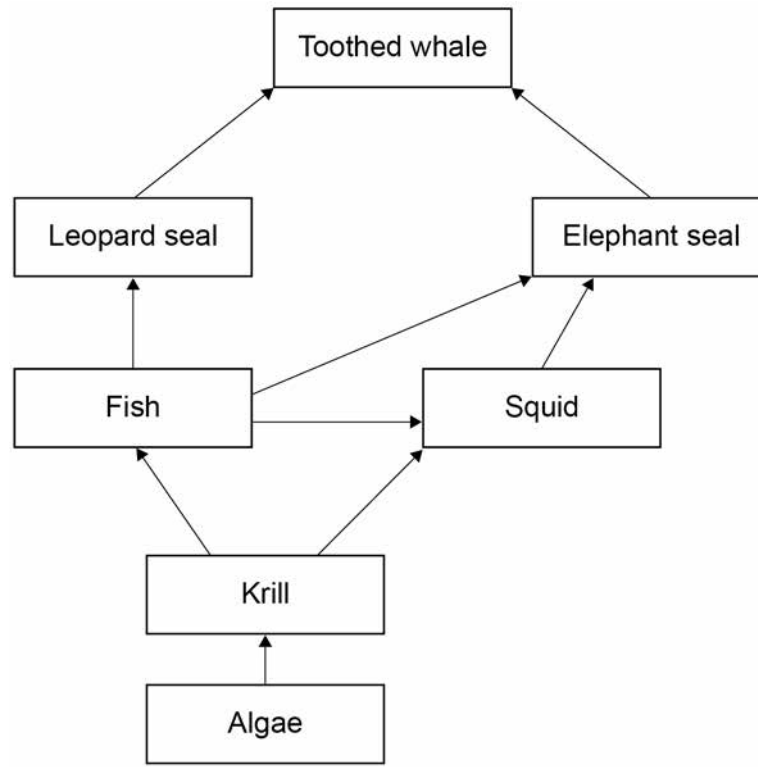 Toothed whale
Leopard seal
Elephant seal
Fish
Squid
Krill
Algae